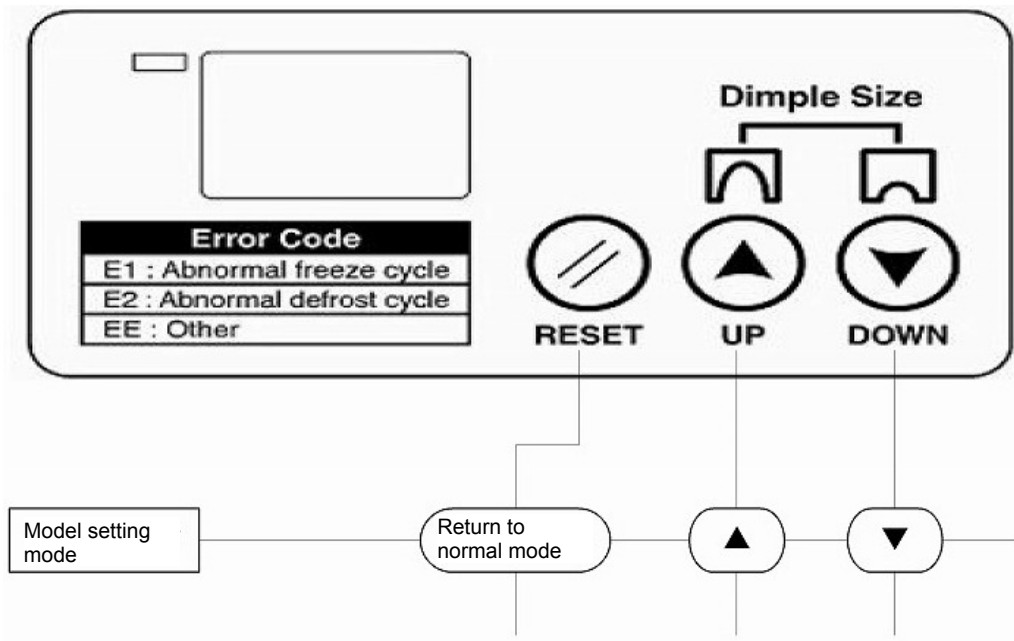 Dimple Size
Error Code
E1 : Abnormal freeze cycle
E2 : Abnormal defrost cycle
EE : Other
RESET
UP
DOWN
Model setting
mode
Return to
normal mode
▲
▼